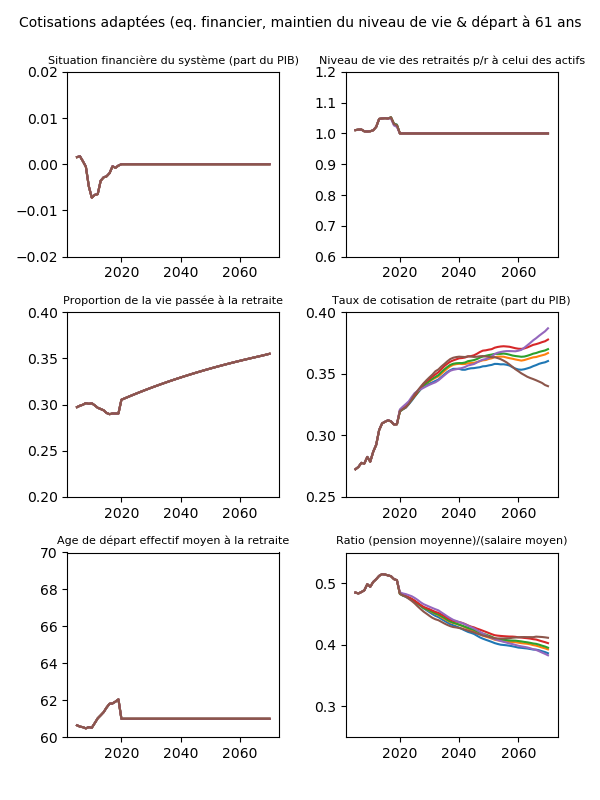 Cotisations adaptées (eq. financier, maintien du niveau de vie & départ à 61 ans
Situation financière du système (part du PIB)
0.02
0.01
0.00
−0.01
−0.02
2020 2040 2060
Niveau de vie des retraités p/r à celui des actifs
1.2
1.1
1.0
0.9
0.8
0.7
0.6
2020 2040 2060
Proportion de la vie passée à la retraite
0.40
0.35
0.30
0.25
0.20
2020 2040 2060
Taux de cotisation de retraite (part du PIB)
0.40
0.35
0.30
0.25
2020 2040 2060
Age de départ effectif moyen à la retraite
70
68
66
64
62
60
2020 2040 2060
Ratio (pension moyenne)/(salaire moyen)
0.5
0.4
0.3
2020 2040 2060